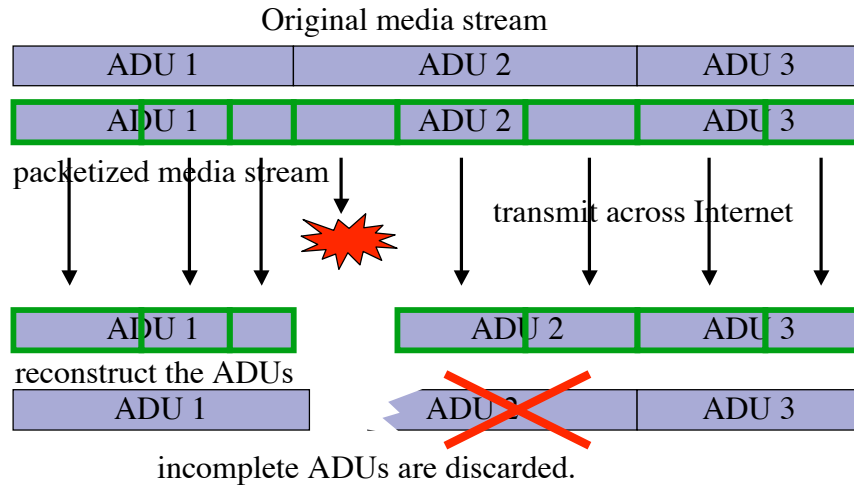 Original media stream
ADU 1 ADU 2 ADU 3
ADU 1 ADU 2 ADU 3
packetized media stream
transmit across Internet
ADU 1 ADU 2 ADU 3
reconstruct the ADUs
ADU 1 ADU 2 ADU 3
incomplete ADUs are discarded.